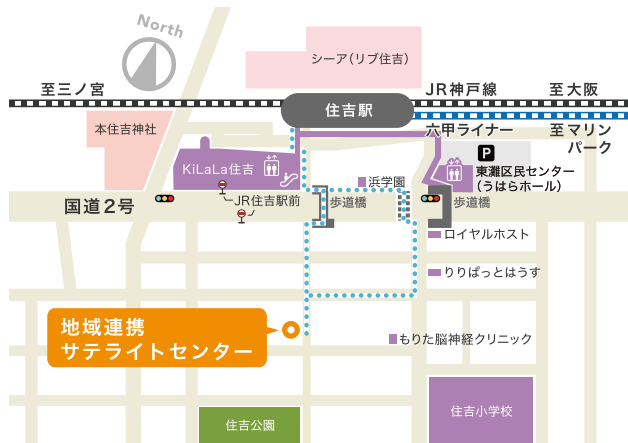 North
シーア(リブ住吉)
至三ノ宮
JR神戸線
至大阪
住吉駅
本住吉神社
六甲ライナー
至マリン
パーク
P
KiLaLa住吉
東灘区民センター
(うはらホール)
浜学園
国道2号
JR住吉駅前
歩道橋
歩道橋
ロイヤルホスト
りりぱっとはうす
地域連携
サテライトセンター
もりた脳神経クリニック
住吉公園
住吉小学校